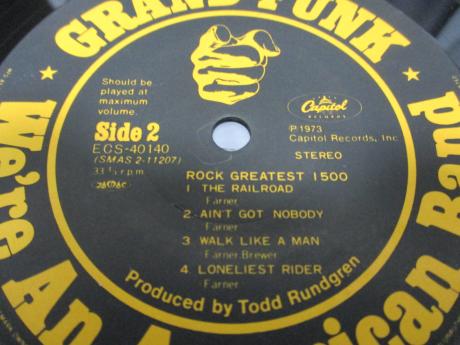 GRAND FUNK
We're An American Band
Should be
played at
maximum
volume.
Capitol
RECORDS
Side 2
ECS-40140
(SMAS 2-11207)
33 1/3 r.p.m.
℗1973
Capitol Records, Inc
STEREO
ROCK GREATEST 1500
1 THE RAILROAD
Farner
2 AIN'T GOT NOBODY
Farner
3 WALK LIKE A MAN
Farner, Brewer
4 LONELIEST RIDER
Farner
Produced by Todd Rundgren